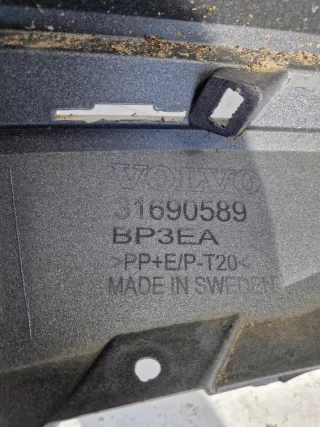 VOLVO
31690589
BP3EA
>PP+E/P-T20<
MADE IN SWEDEN